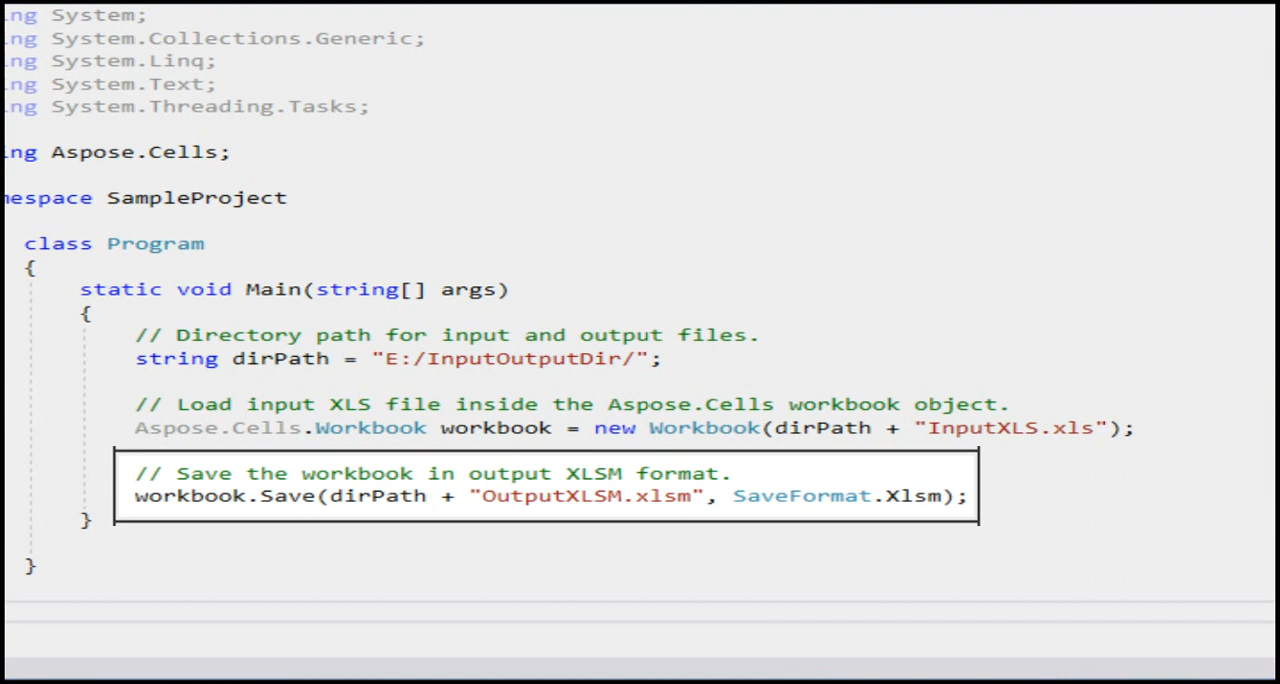 ng System;
ng System.Collections.Generic;
ng System.Linq;
ng System.Text;
ng System.Threading.Tasks;
ing Aspose.Cells;
mespace SampleProject
class Program
{
static void Main(string[] args)
{
// Directory path for input and output files.
string dirPath = "E:/InputOutputDir/";
// Load input XLS file inside the Aspose.Cells workbook object.
Aspose.Cells.Workbook workbook = new Workbook(dirPath + "InputXLS.xls");
// Save the workbook in output XLSM format.
workbook.Save(dirPath + "OutputXLSM.xlsm", SaveFormat.Xlsm);
}
}